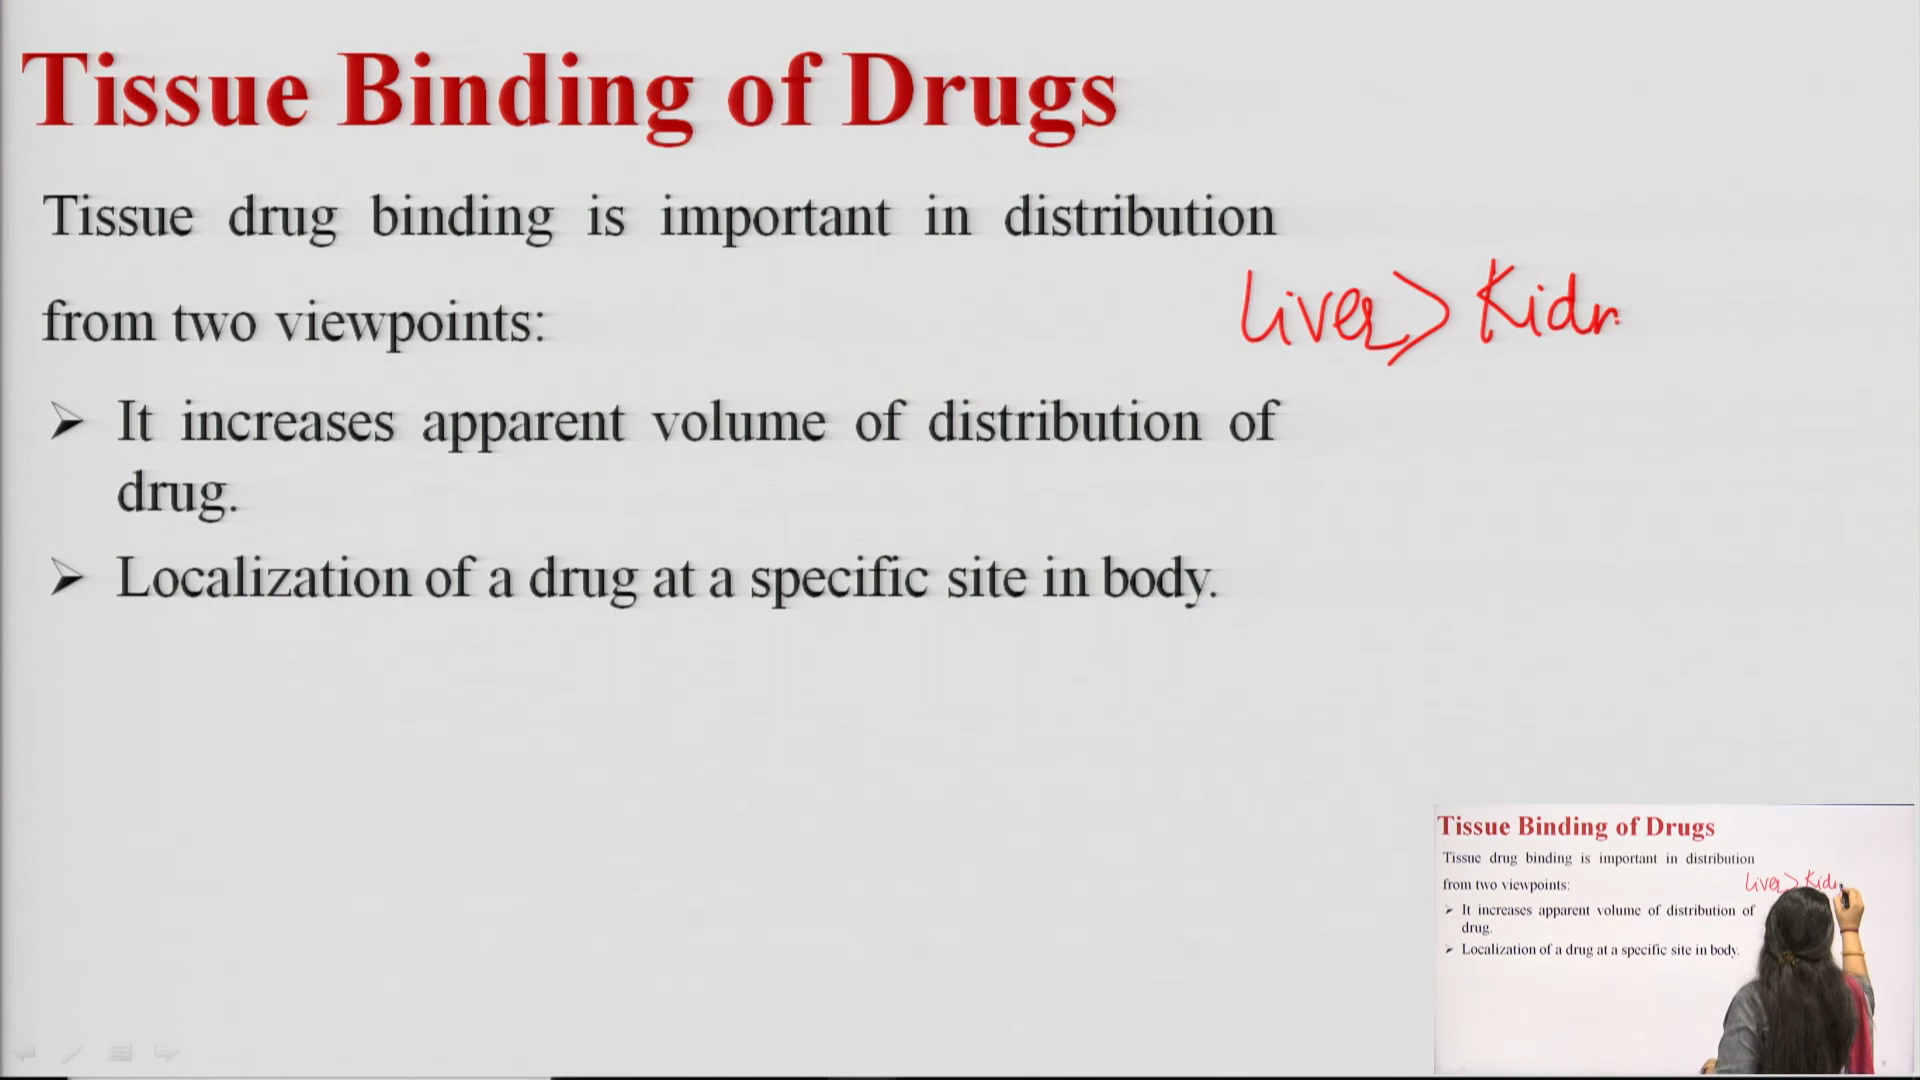 Tissue Binding of Drugs
Tissue drug binding is important in distribution
from two viewpoints:
Liver > Kidn
➢ It increases apparent volume of distribution of
drug.
➢ Localization of a drug at a specific site in body.
Tissue Binding of Drugs
Tissue drug binding is important in distribution
from two viewpoints:
Liver > Kidn
➢ It increases apparent volume of distribution of
drug.
➢ Localization of a drug at a specific site in body.